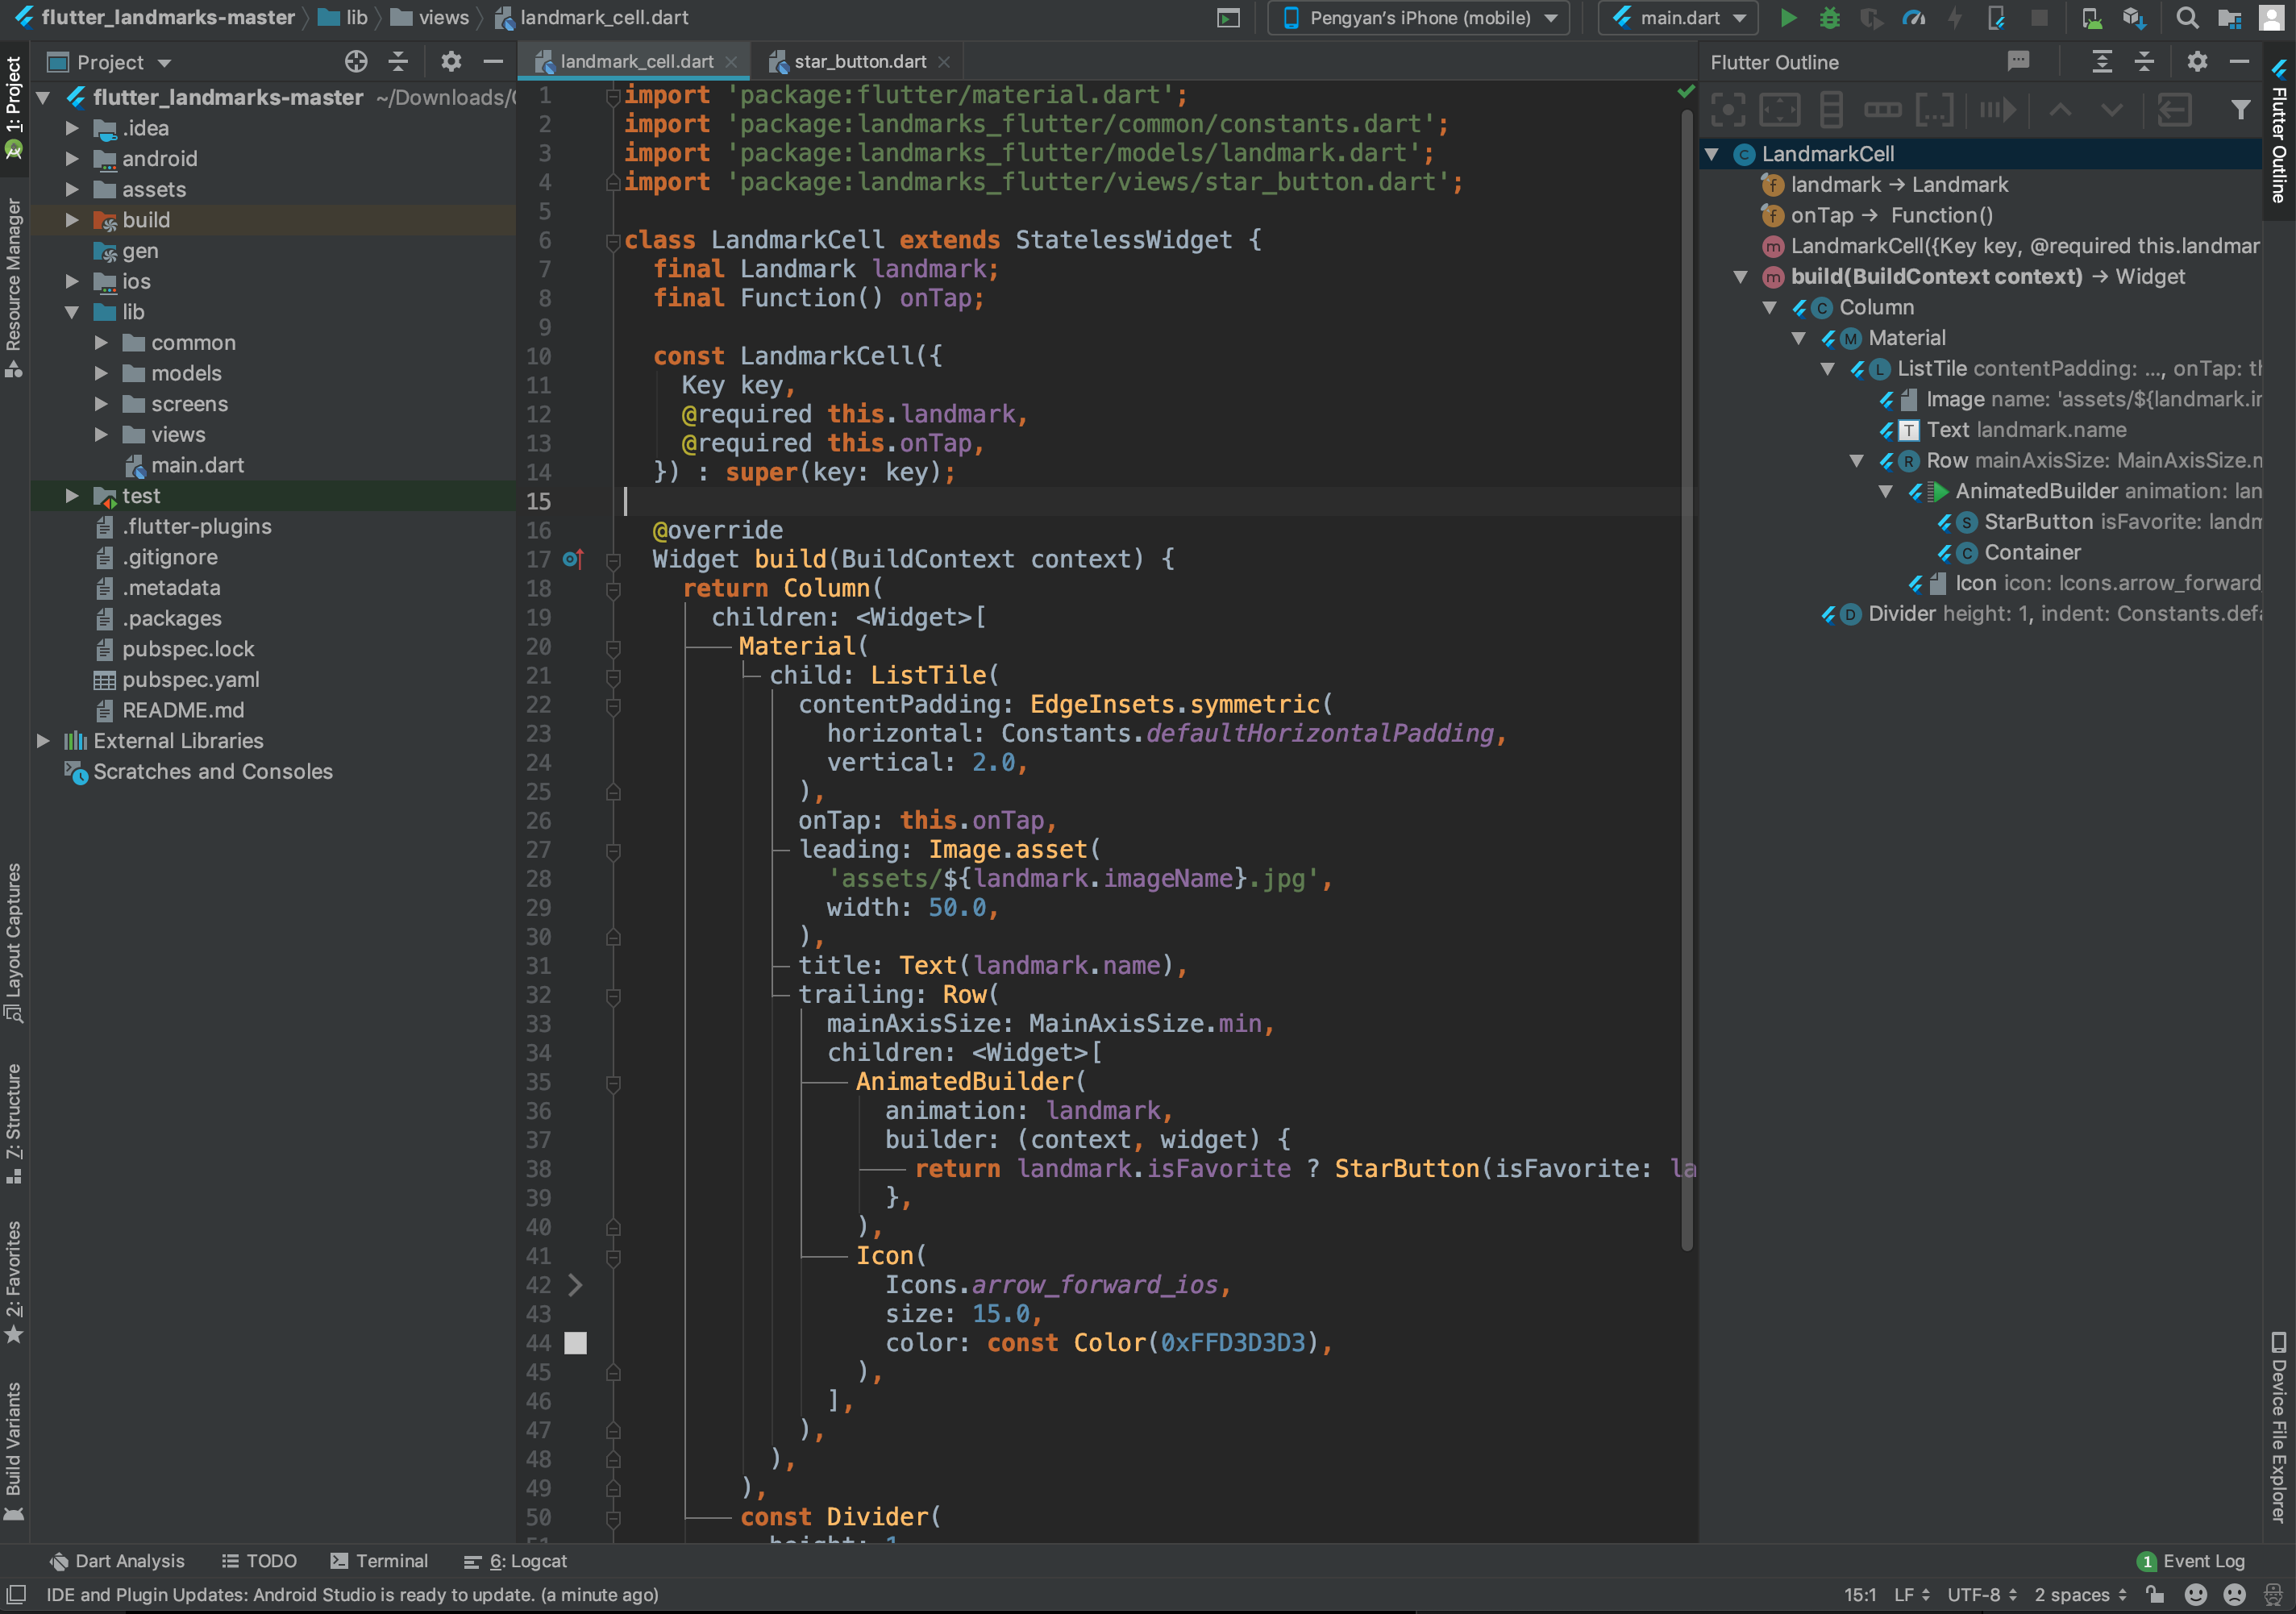 flutter_landmarks-master lib views landmark_cell.dart Pengyan's iPhone (mobile) main.dart
Project
landmark_cell.dart star_button.dart
Flutter Outline
1: Project
Resource Manager
Layout Captures
Z: Structure
2: Favorites
Build Variants
flutter_landmarks-master ~/Downloads/
.idea
android
assets
build
gen
ios
lib
common
models
screens
views
main.dart
test
.flutter-plugins
.gitignore
.metadata
.packages
pubspec.lock
pubspec.yaml
README.md
External Libraries
Scratches and Consoles
1 import 'package:flutter/material.dart';
2 import 'package:landmarks_flutter/common/constants.dart';
3 import 'package:landmarks_flutter/models/landmark.dart';
4 import 'package:landmarks_flutter/views/star_button.dart';
5
6 class LandmarkCell extends StatelessWidget {
7 final Landmark landmark;
8 final Function() onTap;
9
10 const LandmarkCell({
11 Key key,
12 @required this.landmark,
13 @required this.onTap,
14 }) : super(key: key);
15
16 @override
17 Widget build(BuildContext context) {
18 return Column(
19 children: <Widget>[
20 Material(
21 child: ListTile(
22 contentPadding: EdgeInsets.symmetric(
23 horizontal: Constants.defaultHorizontalPadding,
24 vertical: 2.0,
25 ),
26 onTap: this.onTap,
27 leading: Image.asset(
28 'assets/${landmark.imageName}.jpg',
29 width: 50.0,
30 ),
31 title: Text(landmark.name),
32 trailing: Row(
33 mainAxisSize: MainAxisSize.min,
34 children: <Widget>[
35 AnimatedBuilder(
36 animation: landmark,
37 builder: (context, widget) {
38 return landmark.isFavorite ? StarButton(isFavorite: la
39 },
40 ),
41 Icon(
42 Icons.arrow_forward_ios,
43 size: 15.0,
44 color: const Color(0xFFD3D3D3),
45 ),
46 ],
47 ),
48 ),
49 ),
50 const Divider(
LandmarkCell
landmark → Landmark
onTap → Function()
LandmarkCell({Key key, @required this.landmar
build(BuildContext context) → Widget
Column
Material
ListTile contentPadding: ..., onTap: th
Image name: 'assets/${landmark.im
Text landmark.name
Row mainAxisSize: MainAxisSize.m
AnimatedBuilder animation: lan
StarButton isFavorite: landm
Container
Icon icon: Icons.arrow_forward
Divider height: 1, indent: Constants.defa
Flutter Outline
Device File Explorer
Dart Analysis TODO Terminal 6: Logcat 1 Event Log
IDE and Plugin Updates: Android Studio is ready to update. (a minute ago) 15:1 LF UTF-8 2 spaces